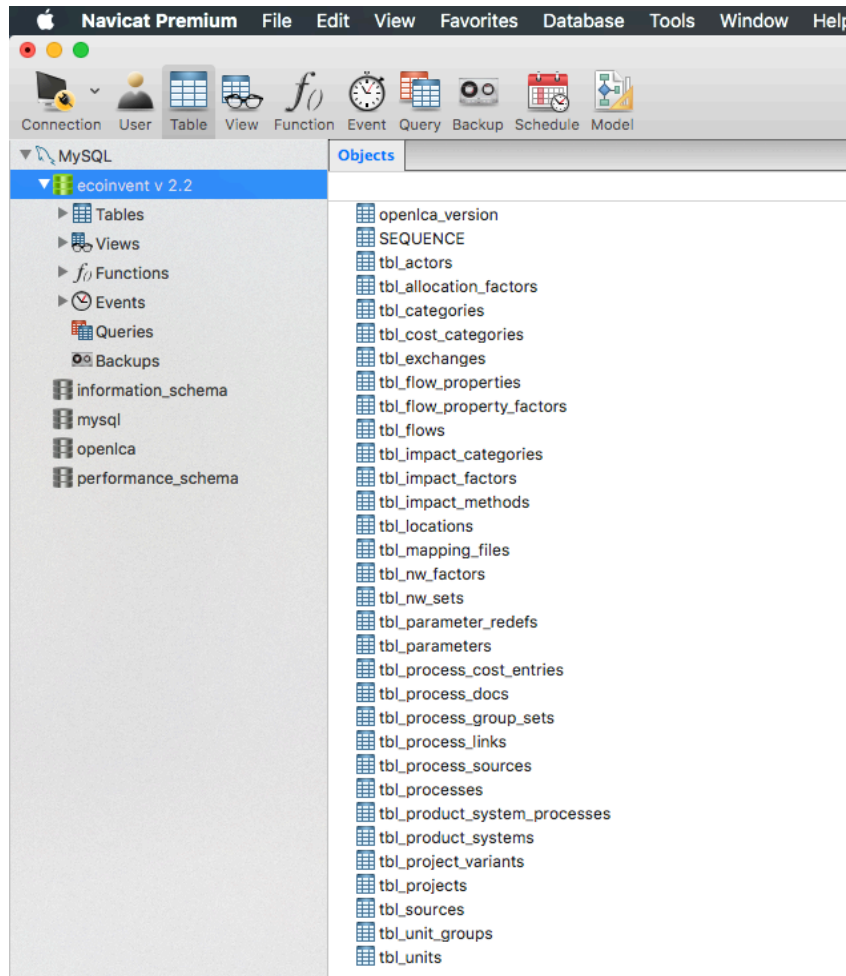 Navicat Premium File Edit View Favorites Database Tools Window Help
Connection User Table View Function Event Query Backup Schedule Model
MySQL
ecoinvent v 2.2
Tables
Views
Functions
Events
Queries
Backups
information_schema
mysql
openlca
performance_schema
Objects
openlca_version
SEQUENCE
tbl_actors
tbl_allocation_factors
tbl_categories
tbl_cost_categories
tbl_exchanges
tbl_flow_properties
tbl_flow_property_factors
tbl_flows
tbl_impact_categories
tbl_impact_factors
tbl_impact_methods
tbl_locations
tbl_mapping_files
tbl_nw_factors
tbl_nw_sets
tbl_parameter_redefs
tbl_parameters
tbl_process_cost_entries
tbl_process_docs
tbl_process_group_sets
tbl_process_links
tbl_process_sources
tbl_processes
tbl_product_system_processes
tbl_product_systems
tbl_project_variants
tbl_projects
tbl_sources
tbl_unit_groups
tbl_units